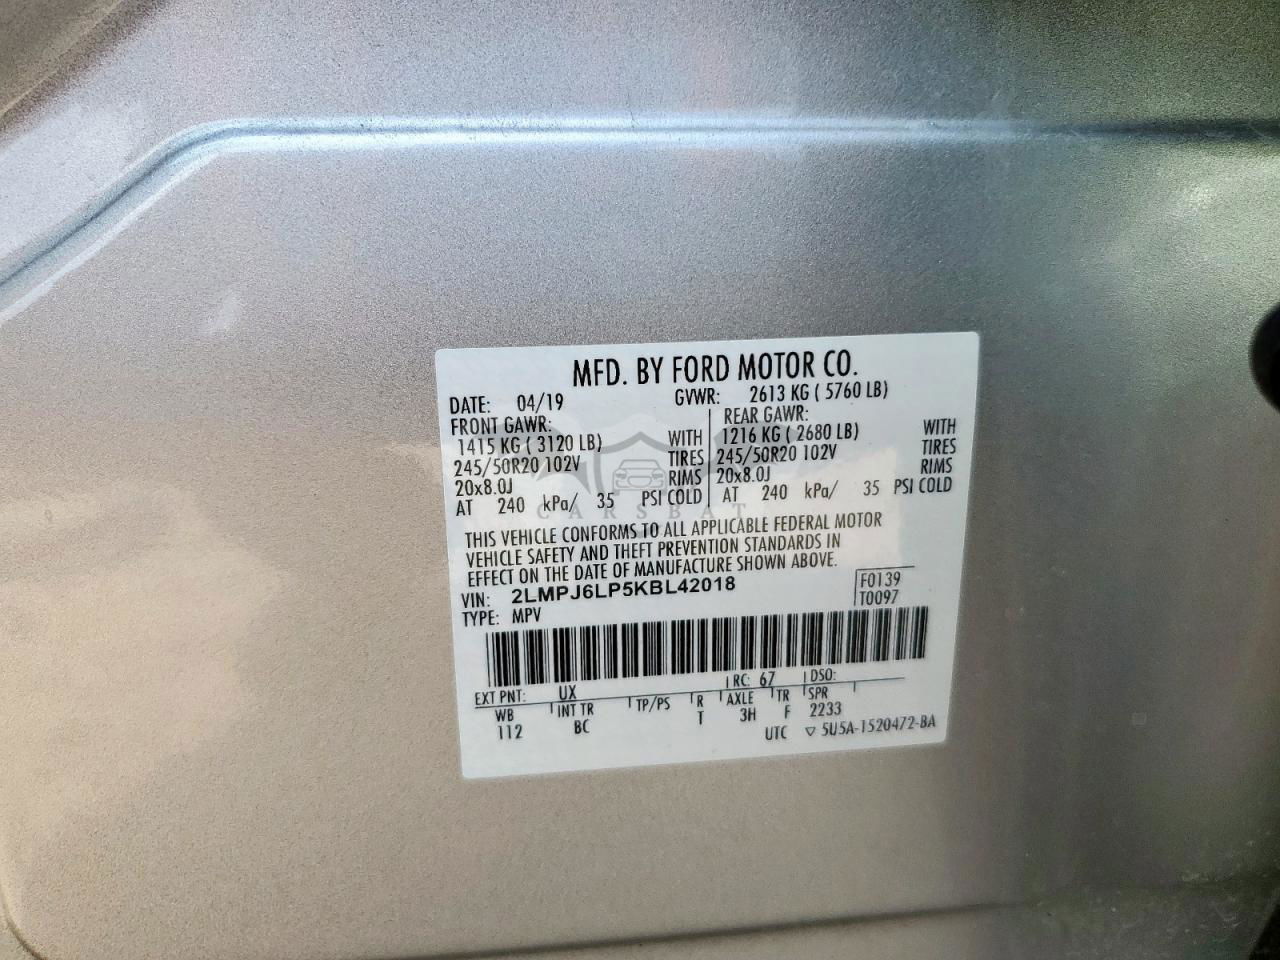 MFD. BY FORD MOTOR CO.
DATE: 04/19 GVWR: 2613 KG ( 5760 LB)
FRONT GAWR: REAR GAWR:
1415 KG ( 3120 LB) WITH 1216 KG ( 2680 LB) WITH
245/50R20 102V TIRES 245/50R20 102V TIRES
20x8.0J RIMS 20x8.0J RIMS
AT 240 kPa/ 35 PSI COLD AT 240 kPa/ 35 PSI COLD
CARSBAT
THIS VEHICLE CONFORMS TO ALL APPLICABLE FEDERAL MOTOR
VEHICLE SAFETY AND THEFT PREVENTION STANDARDS IN
EFFECT ON THE DATE OF MANUFACTURE SHOWN ABOVE.
VIN: 2LMPJ6LP5KBL42018 F0139
TYPE: MPV T0097
EXT PNT: UX RC: 67 DSO:
WB INT TR TP/PS R AXLE TR SPR
112 BC T 3H F 2233
UTC ▽ 5U5A-1520472-BA